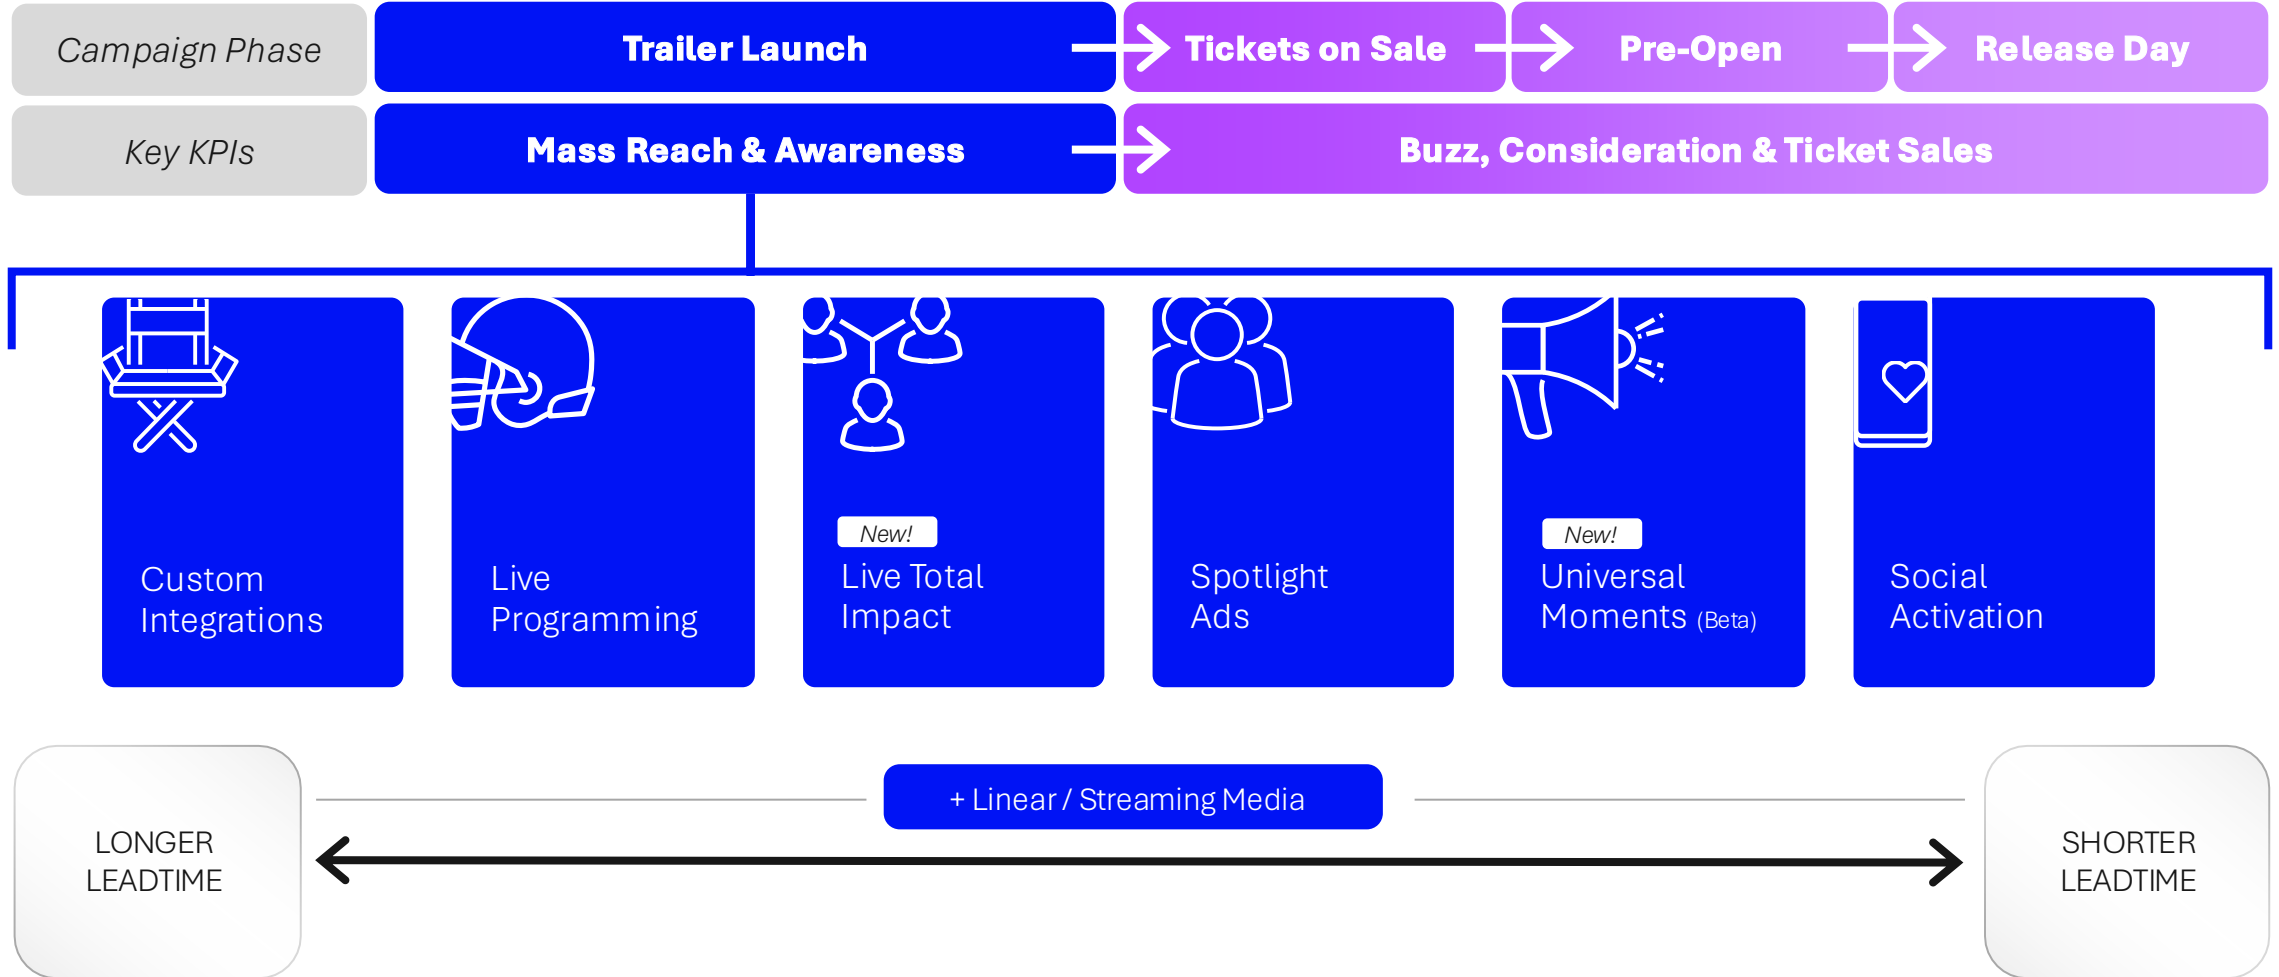 Campaign Phase
Trailer Launch
Tickets on Sale
Pre-Open
Release Day
Key KPIs
Mass Reach & Awareness
Buzz, Consideration & Ticket Sales
Custom
Integrations
Live
Programming
New!
Live Total
Impact
Spotlight
Ads
New!
Universal
Moments (Beta)
Social
Activation
LONGER
LEADTIME
+ Linear / Streaming Media
SHORTER
LEADTIME